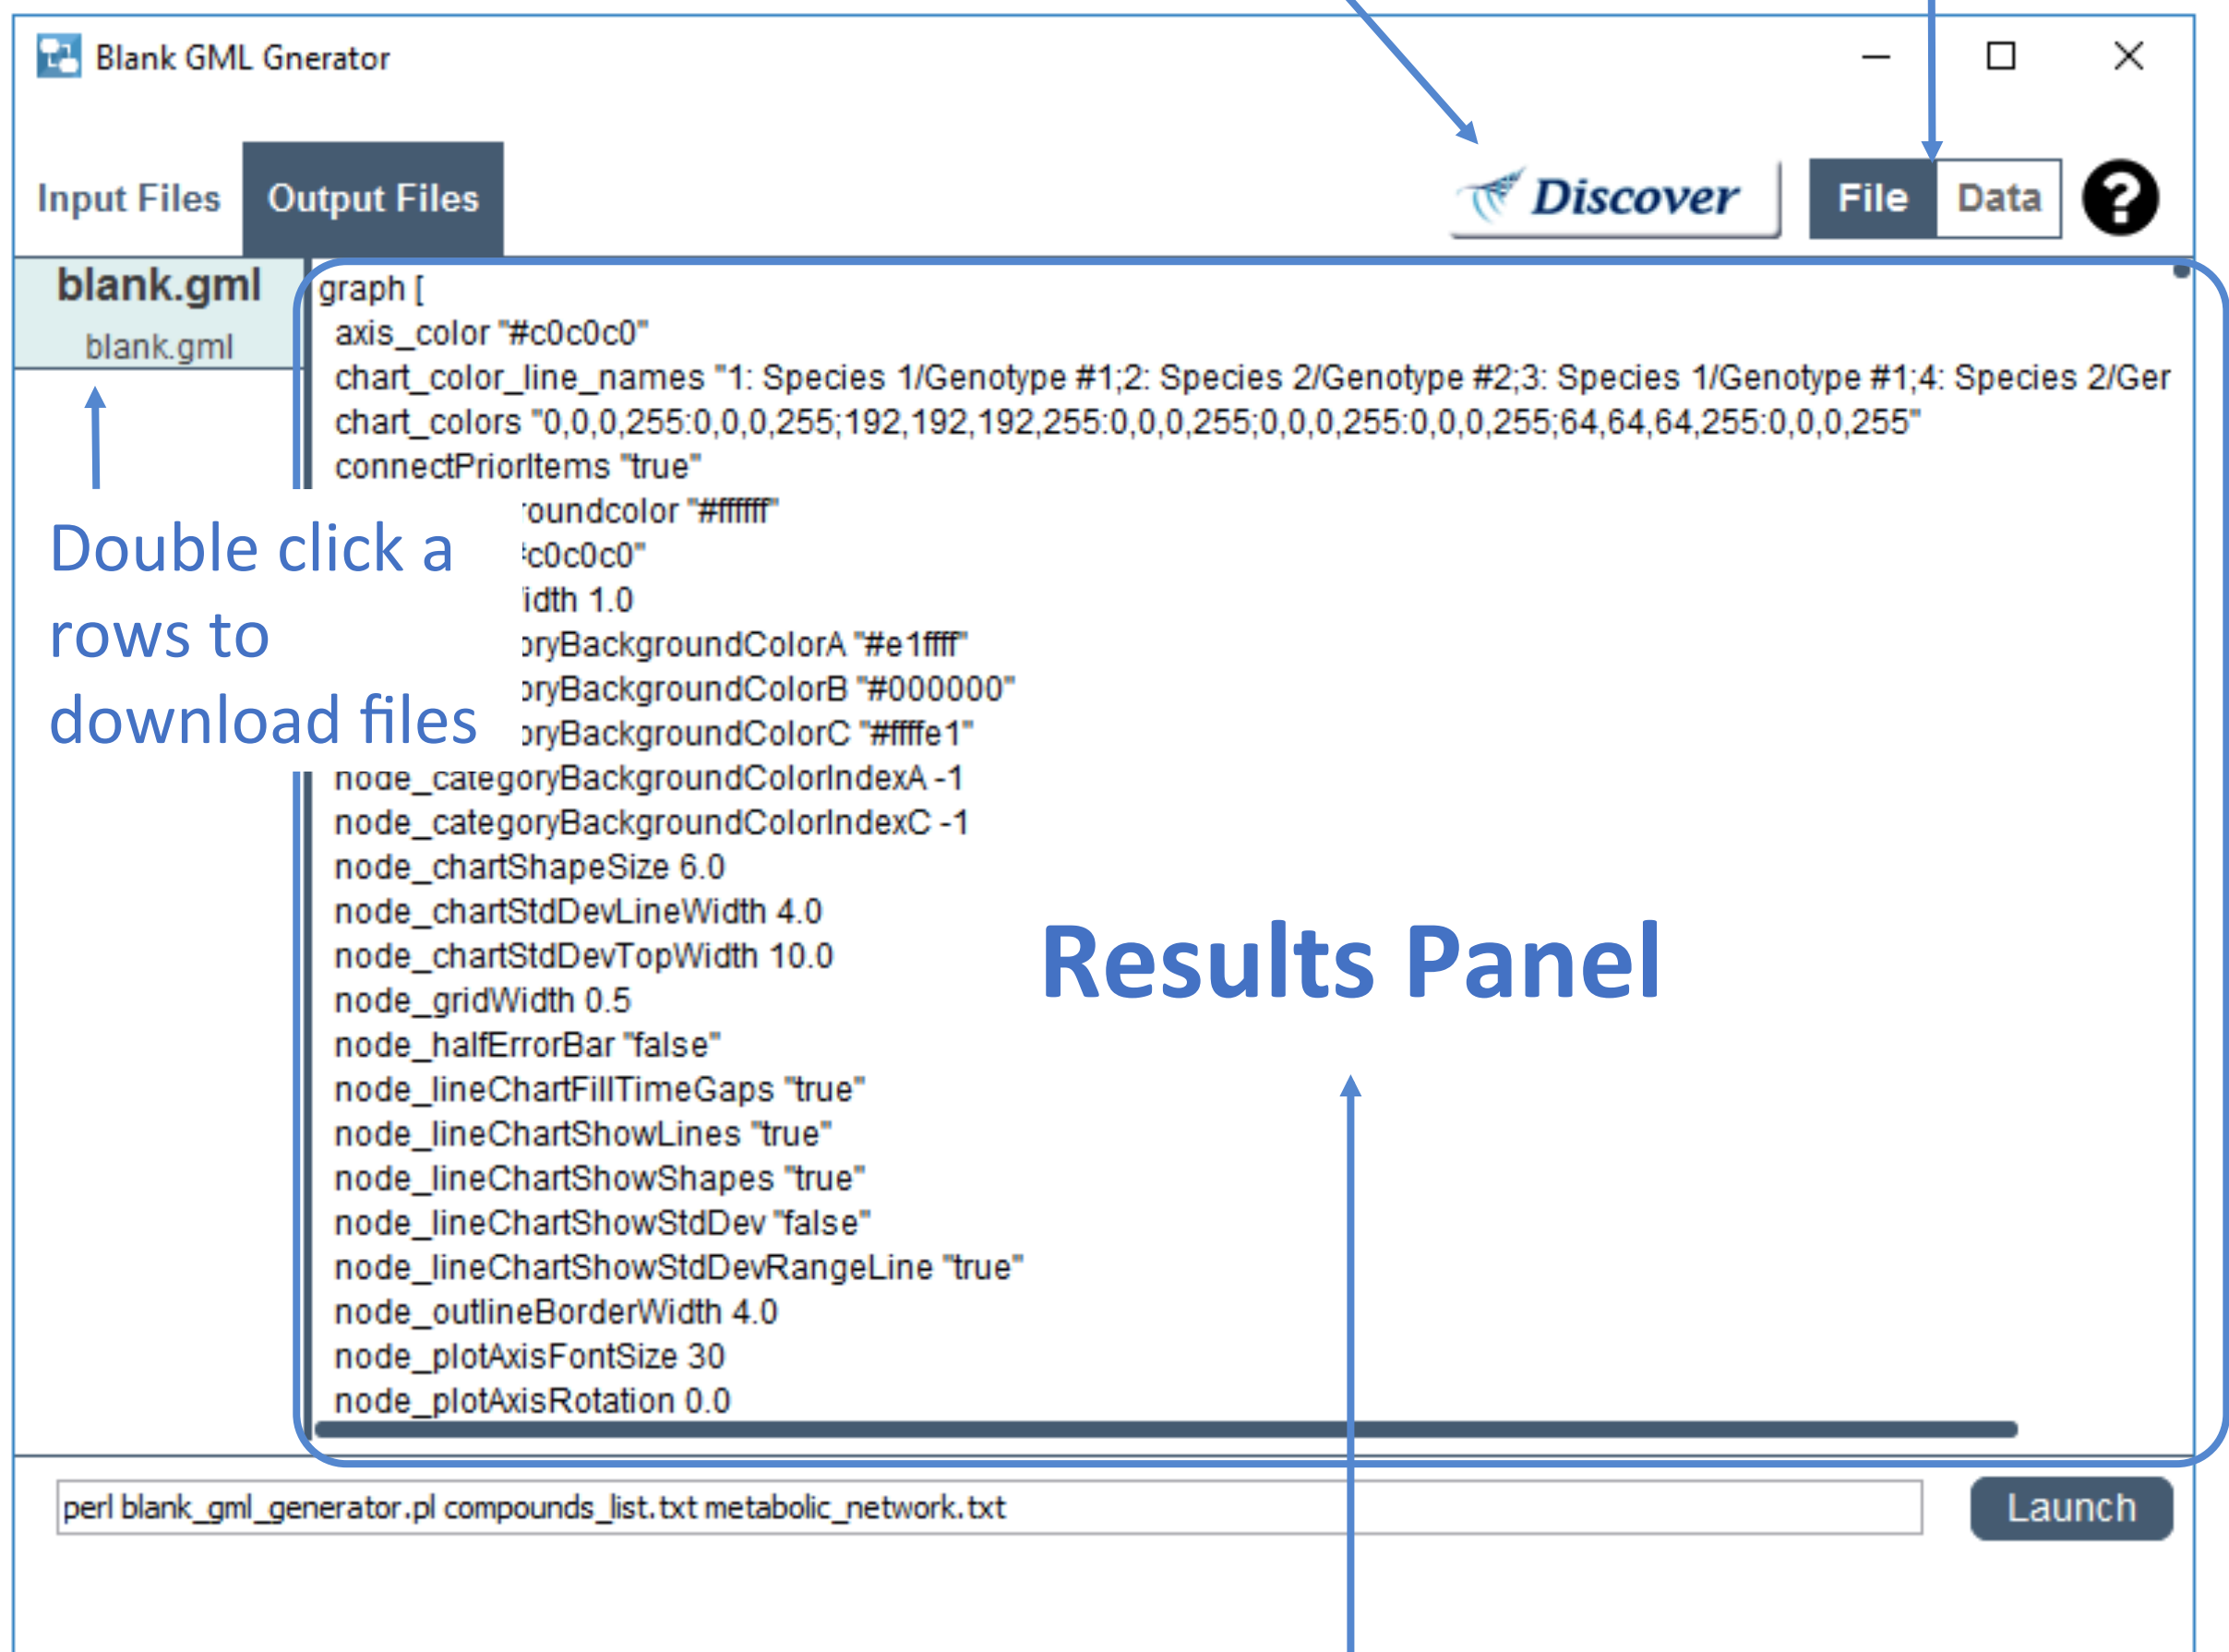 Blank GML Gnerator
Input Files Output Files Discover File Data ?
blank.gml
blank.gml
graph [
axis_color "#c0c0c0"
chart_color_line_names "1: Species 1/Genotype #1;2: Species 2/Genotype #2;3: Species 1/Genotype #1;4: Species 2/Ger
chart_colors "0,0,0,255:0,0,0,255;192,192,192,255:0,0,0,255;0,0,0,255:0,0,0,255;64,64,64,255:0,0,0,255"
connectPriorItems "true"
roundcolor "#ffffff"
c0c0c0"
idth 1.0
ryBackgroundColorA "#e1ffff"
ryBackgroundColorB "#000000"
ryBackgroundColorC "#ffffe1"
node_categoryBackgroundColorIndexA -1
node_categoryBackgroundColorIndexC -1
node_chartShapeSize 6.0
node_chartStdDevLineWidth 4.0
node_chartStdDevTopWidth 10.0
node_gridWidth 0.5
node_halfErrorBar "false"
node_lineChartFillTimeGaps "true"
node_lineChartShowLines "true"
node_lineChartShowShapes "true"
node_lineChartShowStdDev "false"
node_lineChartShowStdDevRangeLine "true"
node_outlineBorderWidth 4.0
node_plotAxisFontSize 30
node_plotAxisRotation 0.0
Double click a
rows to
download files
Results Panel
perl blank_gml_generator.pl compounds_list.txt metabolic_network.txt
Launch